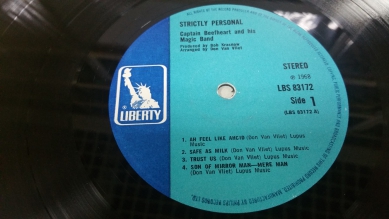 STRICTLY PERSONAL
Captain Beefheart and his
Magic Band
Produced by Bob Krasnow
Arranged by Don Van Vliet
STEREO
℗ 1968
LBS 83172
Side 1
(LBS 83172 A)
LIBERTY
1. AH FEEL LIKE AHCID (Don Van Vliet) Lupus
Music
2. SAFE AS MILK (Don Van Vliet) Lupus Music
3. TRUST US (Don Van Vliet) Lupus Music
4. SON OF MIRROR MAN—MERE MAN
(Don Van Vliet) Lupus Music